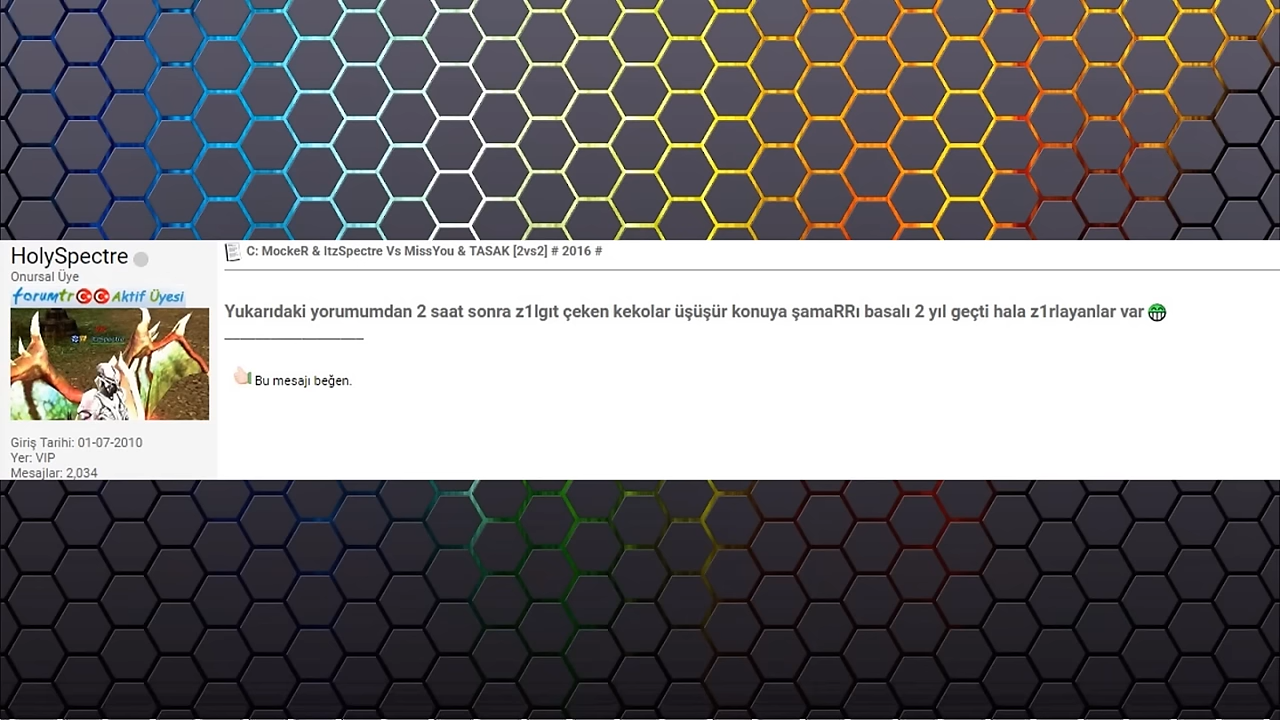 HolySpectre
Onursal Üye
forumtr Aktif Üyesi
Giriş Tarihi: 01-07-2010
Yer: VIP
Mesajlar: 2,034
C: MockeR & ItzSpectre Vs MissYou & TASAK [2vs2] # 2016 #
Yukarıdaki yorumumdan 2 saat sonra z1lgıt çeken kekolar üşüşür konuya şamaRRı basalı 2 yıl geçti hala z1rlayanlar var
Bu mesajı beğen.